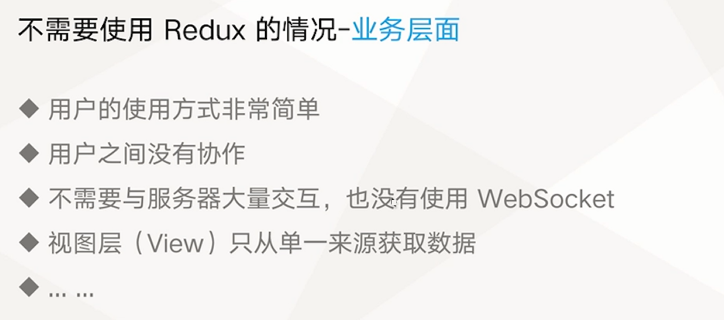 不需要使用 Redux 的情况-业务层面
◆ 用户的使用方式非常简单
◆ 用户之间没有协作
◆ 不需要与服务器大量交互，也没有使用 WebSocket
◆ 视图层（View）只从单一来源获取数据
◆ ... ...